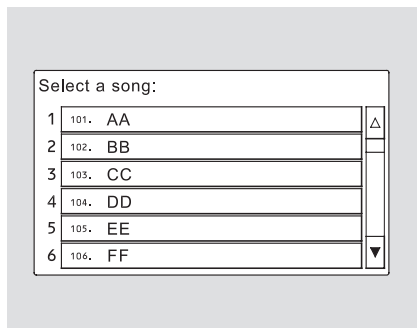 Select a song:
1 101. AA
2 102. BB
3 103. CC
4 104. DD
5 105. EE
6 106. FF